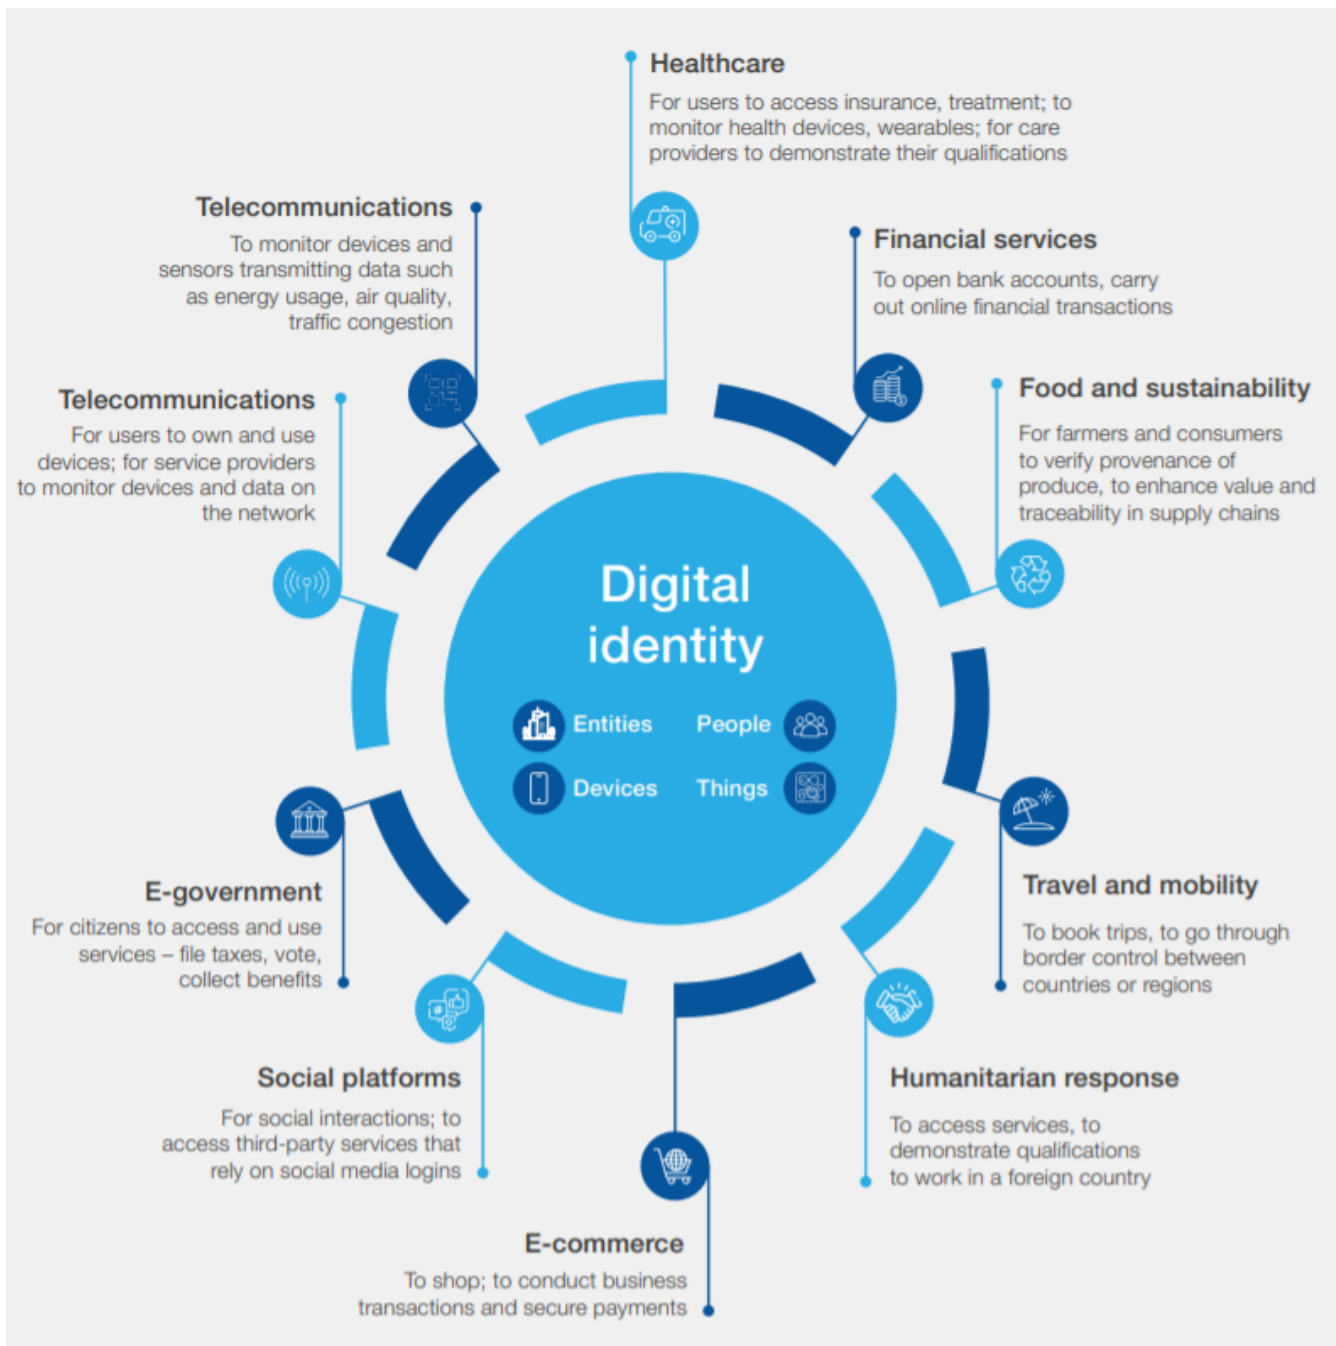 Healthcare
For users to access insurance, treatment; to
monitor health devices, wearables; for care
providers to demonstrate their qualifications
Financial services
To open bank accounts, carry
out online financial transactions
Food and sustainability
For farmers and consumers
to verify provenance of
produce, to enhance value and
traceability in supply chains
Travel and mobility
To book trips, to go through
border control between
countries or regions
Humanitarian response
To access services, to
demonstrate qualifications
to work in a foreign country
E-commerce
To shop; to conduct business
transactions and secure payments
Social platforms
For social interactions; to
access third-party services that
rely on social media logins
E-government
For citizens to access and use
services – file taxes, vote,
collect benefits
Telecommunications
For users to own and use
devices; for service providers
to monitor devices and data on
the network
Telecommunications
To monitor devices and
sensors transmitting data such
as energy usage, air quality,
traffic congestion
Digital
identity
Entities People
Devices Things